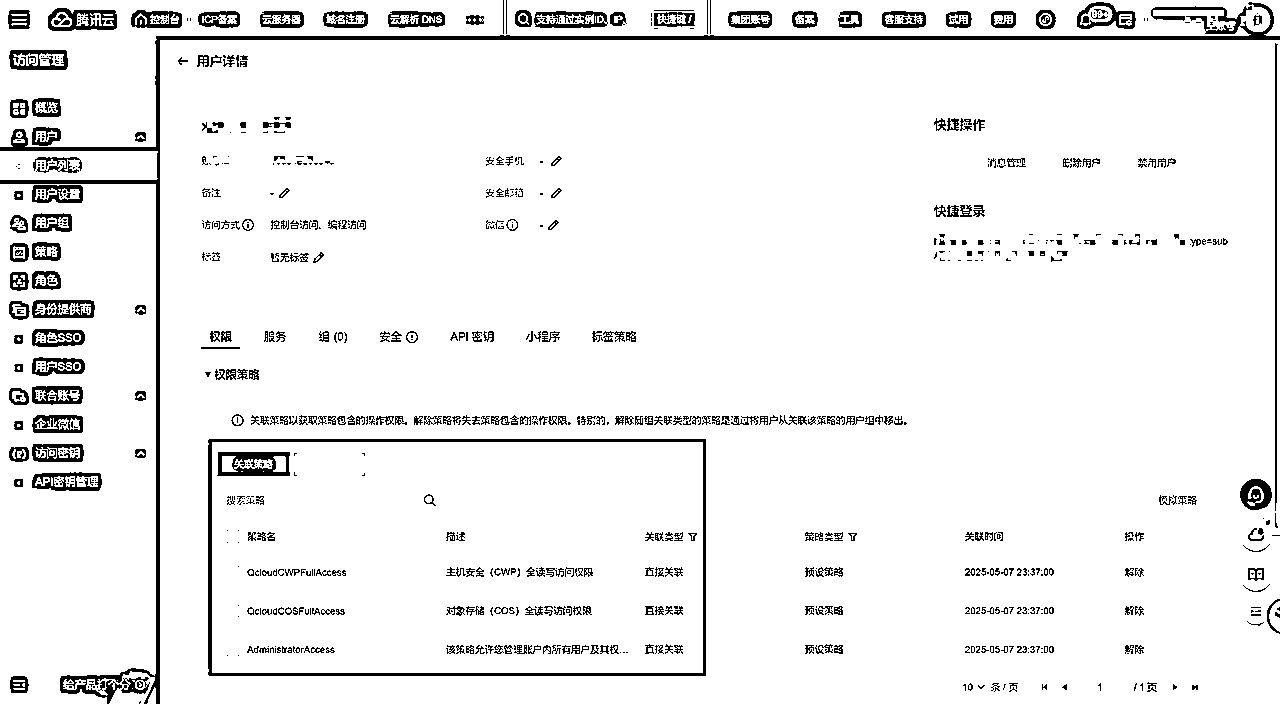 腾讯云 控制台 ICP备案 云服务器 域名注册 云解析 DNS 支持通过实例ID、IP 快捷键 / 集团账号 备案 工具 客服支持 试用 费用 99+
访问管理
概览
用户
用户列表
用户设置
用户组
策略
角色
身份提供商
角色SSO
用户SSO
联合账号
企业微信
访问密钥
API密钥管理
← 用户详情
安全手机 -
备注 - 安全邮箱 -
访问方式 控制台访问、编程访问 微信 -
标签 暂无标签
快捷操作
消息管理 删除用户 禁用用户
快捷登录
ype=sub
权限 服务 组 (0) 安全 API 密钥 小程序 标签策略
权限策略
关联策略以获取策略包含的操作权限。解除策略将失去策略包含的操作权限。特别的，解除随组关联类型的策略是通过将用户从关联该策略的用户组中移出。
关联策略
搜索策略 模拟策略
策略名 描述 关联类型 策略类型 关联时间 操作
QcloudCWPFullAccess 主机安全（CWP）全读写访问权限 直接关联 预设策略 2025-05-07 23:37:00 解除
QcloudCOSFullAccess 对象存储（COS）全读写访问权限 直接关联 预设策略 2025-05-07 23:37:00 解除
AdministratorAccess 该策略允许您管理账户内所有用户及其权... 直接关联 预设策略 2025-05-07 23:37:00 解除
10 条 / 页 1 / 1 页